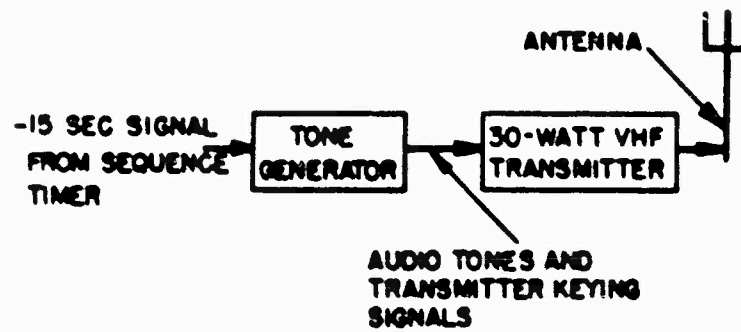 ANTENNA
-15 SEC SIGNAL
FROM SEQUENCE
TIMER
TONE
GENERATOR
30-WATT VHF
TRANSMITTER
AUDIO TONES AND
TRANSMITTER KEYING
SIGNALS